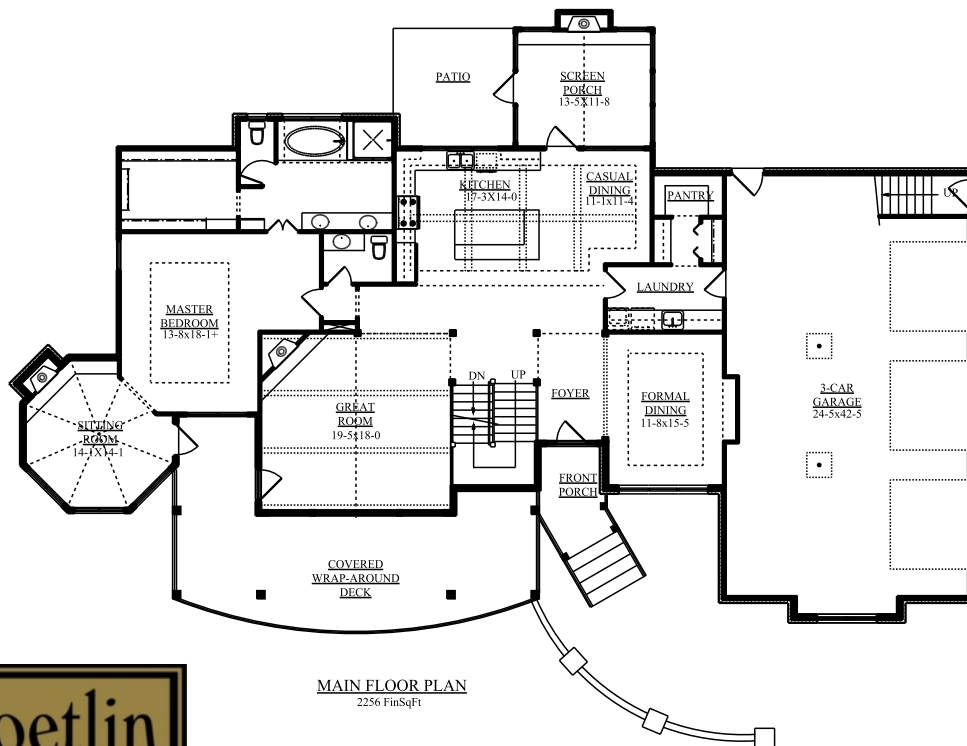 PATIO
SCREEN
PORCH
13-5X11-8
KITCHEN
17-3X14-0
CASUAL
DINING
11-1x11-4
PANTRY
UP
LAUNDRY
MASTER
BEDROOM
13-8x18-1+
DN
UP
FOYER
FORMAL
DINING
11-8x15-5
3-CAR
GARAGE
24-5x42-5
GREAT
ROOM
19-5x18-0
SITTING
ROOM
14-1X14-1
FRONT
PORCH
COVERED
WRAP-AROUND
DECK
MAIN FLOOR PLAN
2256 FinSqFt
oetlin